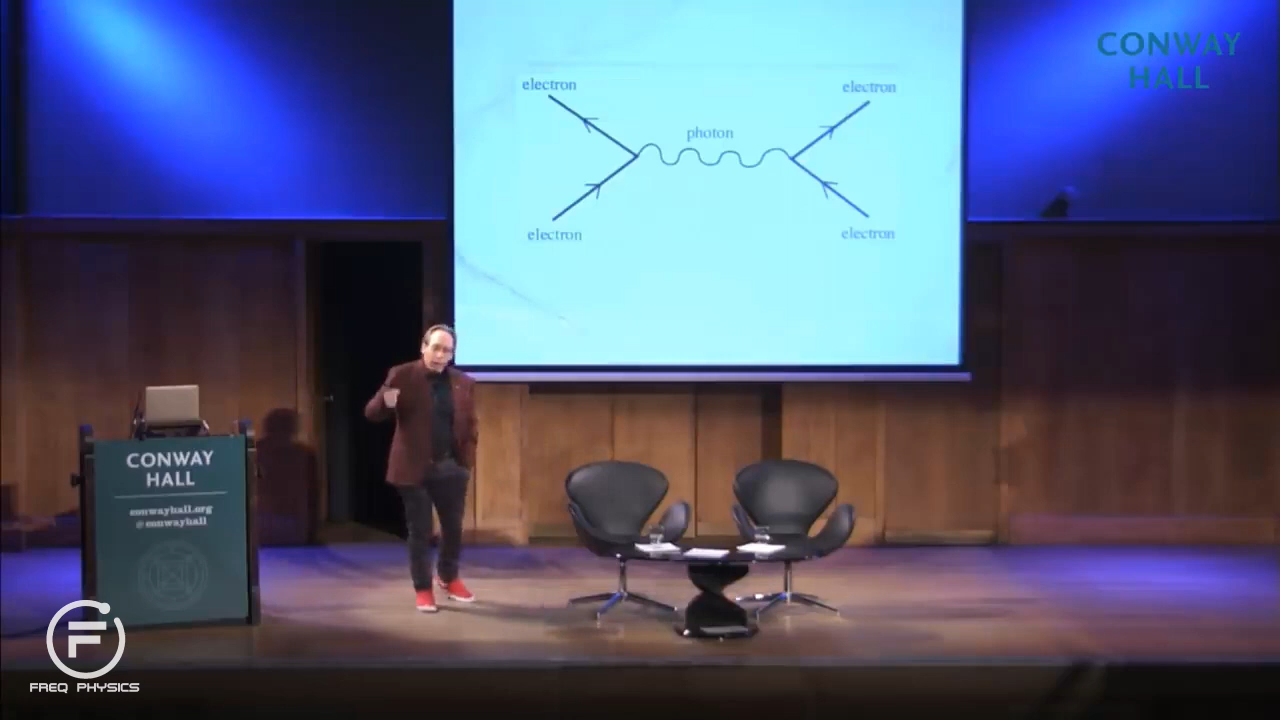 electron
electron
photon
electron
electron
CONWAY
HALL
CONWAY
HALL
conwayhall.org
@conwayhall
F
FREQ PHYSICS